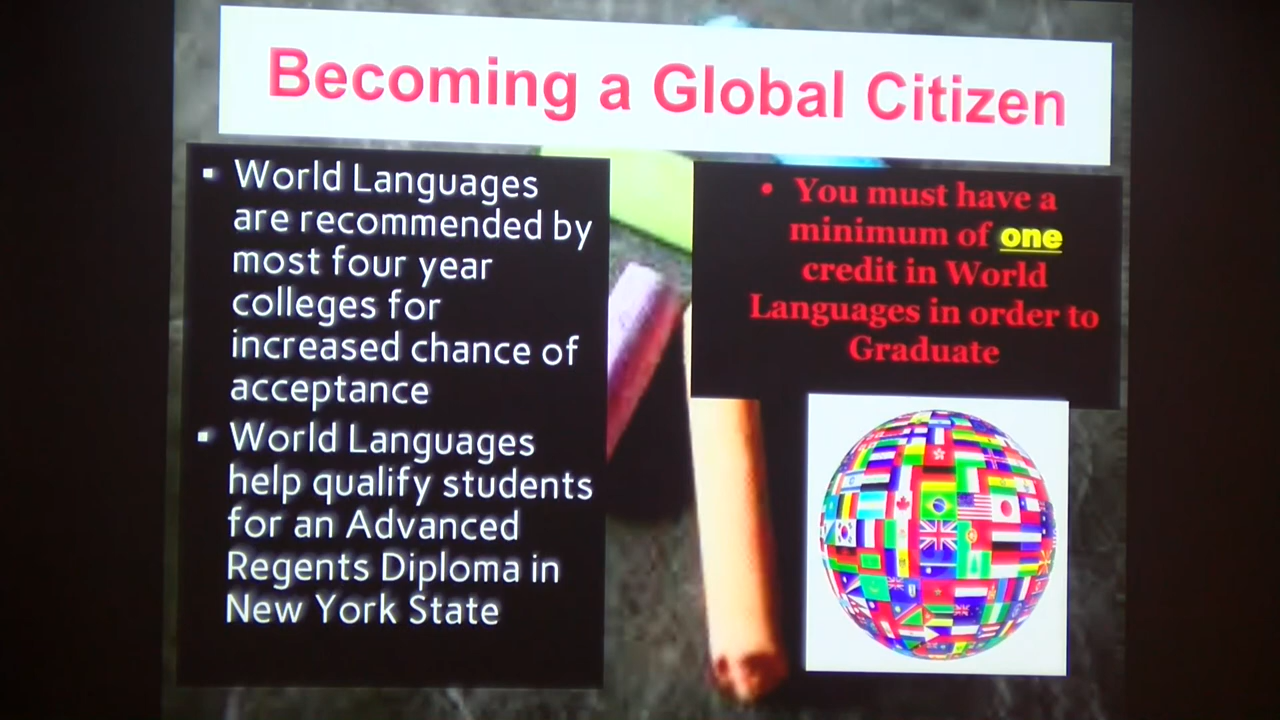 Becoming a Global Citizen
▪ World Languages
are recommended by
most four year
colleges for
increased chance of
acceptance
▪ World Languages
help qualify students
for an Advanced
Regents Diploma in
New York State
• You must have a
minimum of one
credit in World
Languages in order to
Graduate